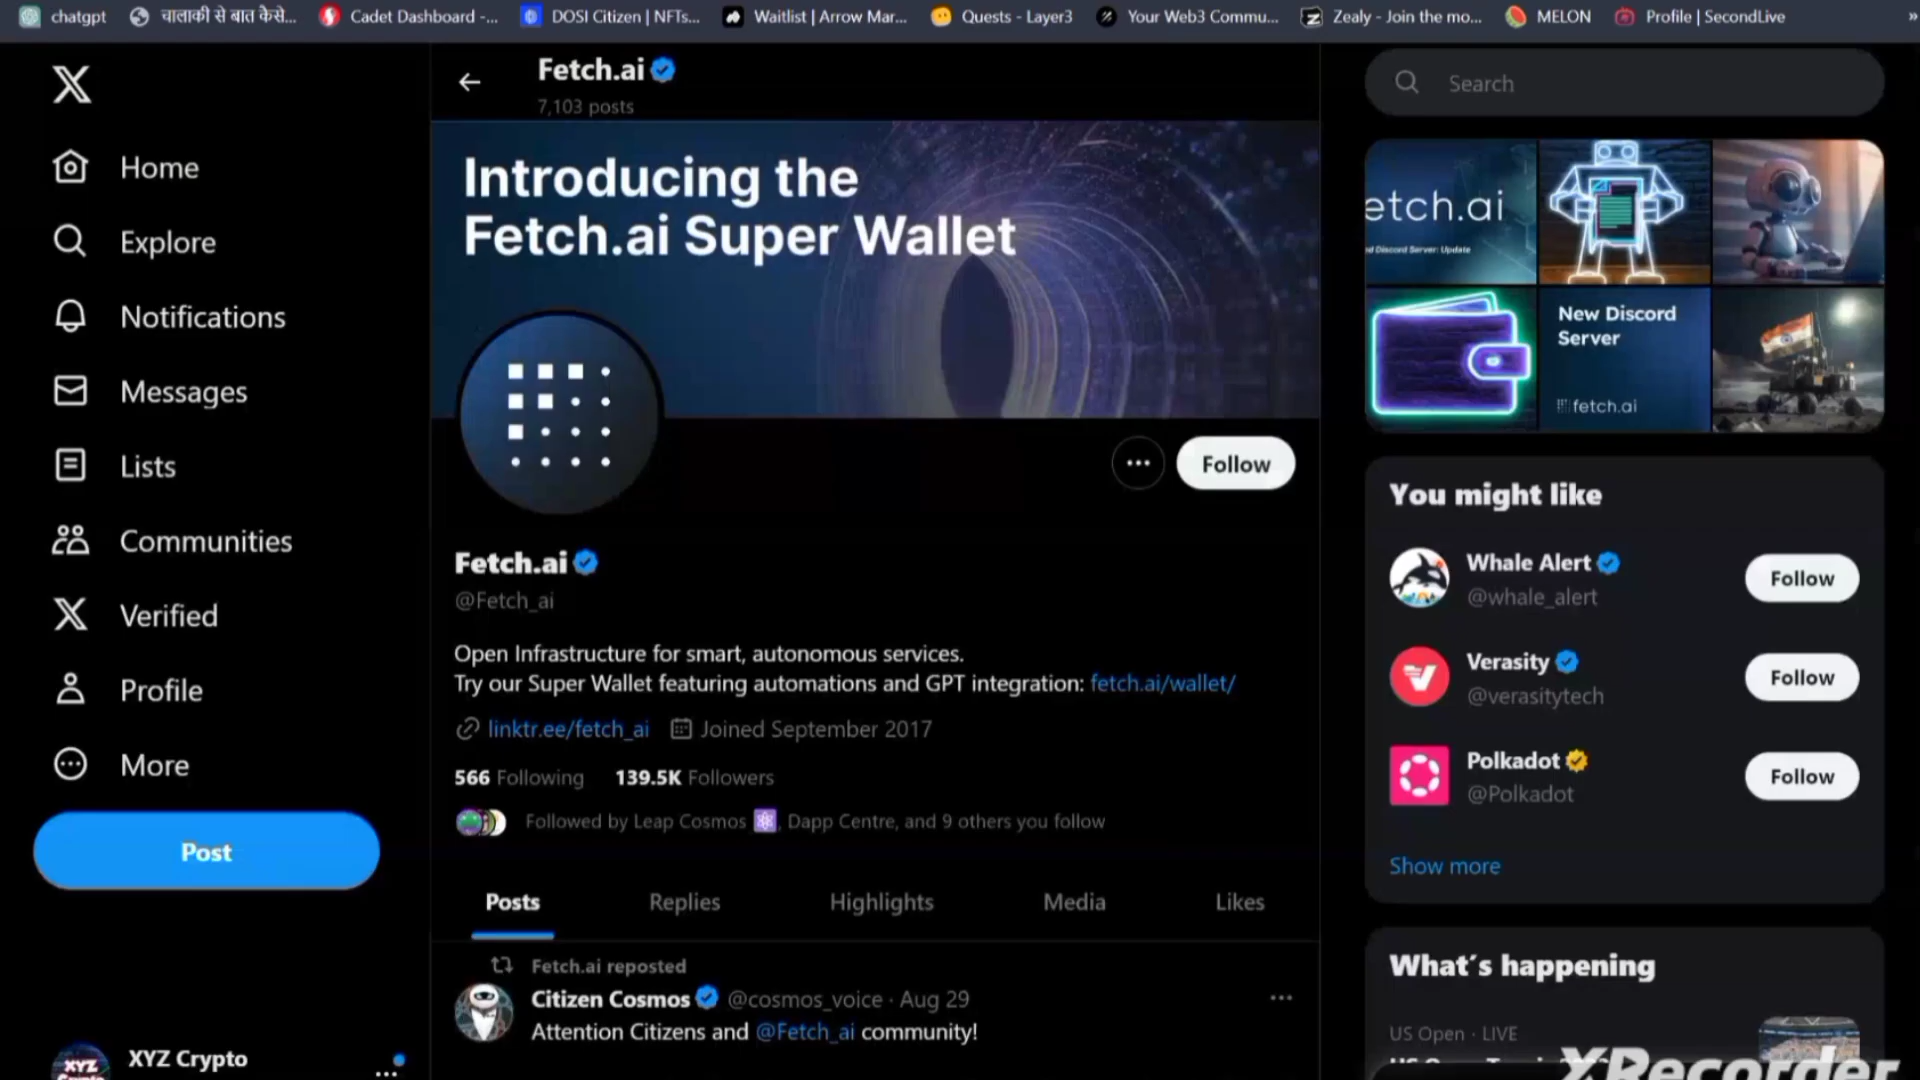 chatgpt
चालाकी से बात कैसे...
Cadet Dashboard -...
DOSI Citizen | NFTs...
Waitlist | Arrow Mar...
Quests - Layer3
Your Web3 Commu...
Zealy - Join the mo...
MELON
Profile | SecondLive
»
Home
Explore
Notifications
Messages
Lists
Communities
Verified
Profile
More
Post
XYZ
XYZ Crypto
Fetch.ai
7,103 posts
Introducing the
Fetch.ai Super Wallet
Follow
Fetch.ai
@Fetch_ai
Open Infrastructure for smart, autonomous services.
Try our Super Wallet featuring automations and GPT integration: fetch.ai/wallet/
linktr.ee/fetch_ai Joined September 2017
566 Following 139.5K Followers
Followed by Leap Cosmos , Dapp Centre, and 9 others you follow
Posts Replies Highlights Media Likes
Fetch.ai reposted
Citizen Cosmos @cosmos_voice · Aug 29
Attention Citizens and @Fetch_ai community!
Search
etch.ai
d Discord Server: Update
New Discord
Server
fetch.ai
You might like
Whale Alert
@whale_alert
Follow
Verasity
@verasitytech
Follow
Polkadot
@Polkadot
Follow
Show more
What´s happening
US Open · LIVE
XRecorder